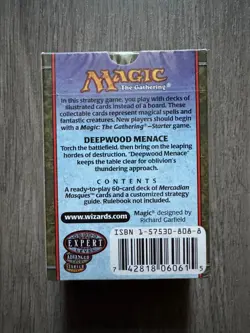 MAGIC
The Gathering®
In this strategy game, you play with decks of
illustrated cards instead of a board. These
collectable cards represent magical spells and
fantastic creatures. New players should begin
with a Magic: The Gathering®—Starter game.
DEEPWOOD MENACE
Torch the battlefield, then bring on the leaping
hordes of destruction. "Deepwood Menace"
keeps the table clear for oblivion's
thundering approach.
CONTENTS
A ready-to-play 60-card deck of Mercadian
Masques™ cards and a customized strategy
guide. Rulebook not included.
www.wizards.com
Magic® designed by
Richard Garfield
EXPERT
LEVEL
ADVANCED
STARTER
ISBN 1-57530-808-8
7 42818 06061 5